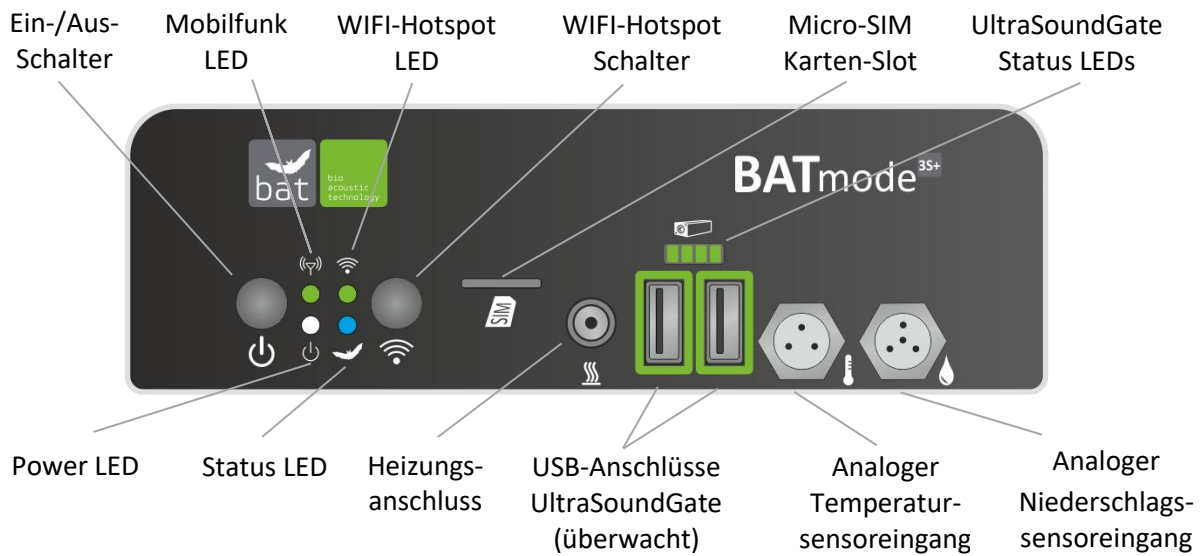 Ein-/Aus-
Schalter
Mobilfunk
LED
WIFI-Hotspot
LED
WIFI-Hotspot
Schalter
Micro-SIM
Karten-Slot
UltraSoundGate
Status LEDs
bat
bio
acoustic
technology
BATmode 3S+
SIM
Power LED
Status LED
Heizungs-
anschluss
USB-Anschlüsse
UltraSoundGate
(überwacht)
Analoger
Temperatur-
sensoreingang
Analoger
Niederschlags-
sensoreingang